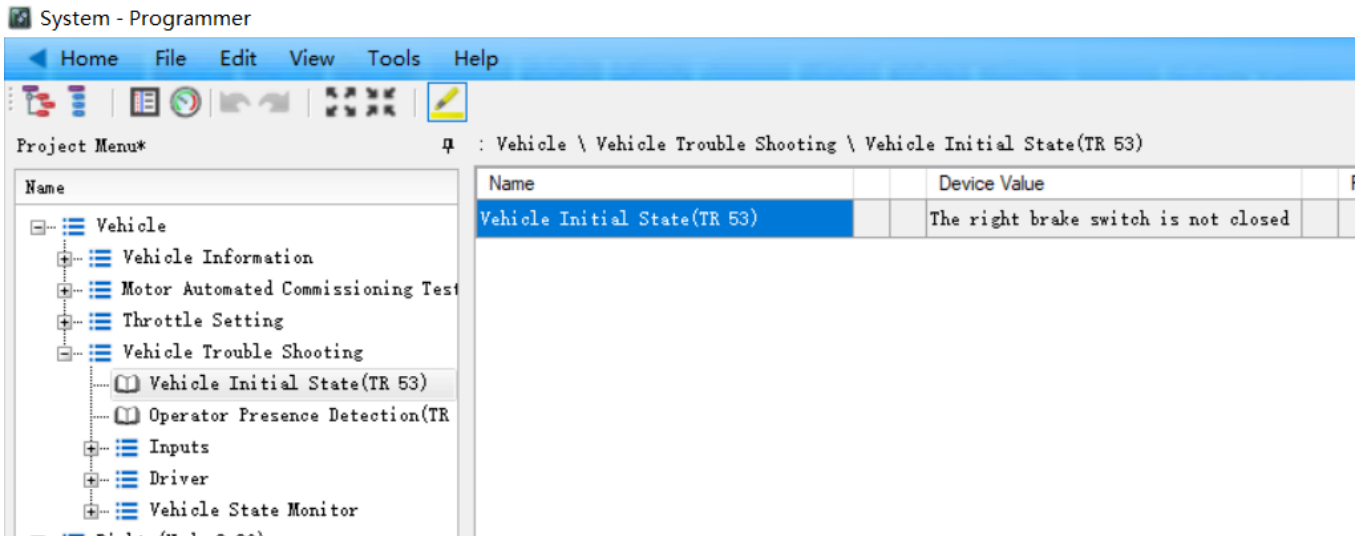 System - Programmer
Home File Edit View Tools Help
Project Menu*
: Vehicle \ Vehicle Trouble Shooting \ Vehicle Initial State(TR 53)
Name
Name Device Value
Vehicle Initial State(TR 53) The right brake switch is not closed
Vehicle
Vehicle Information
Motor Automated Commissioning Test
Throttle Setting
Vehicle Trouble Shooting
Vehicle Initial State(TR 53)
Operator Presence Detection(TR
Inputs
Driver
Vehicle State Monitor